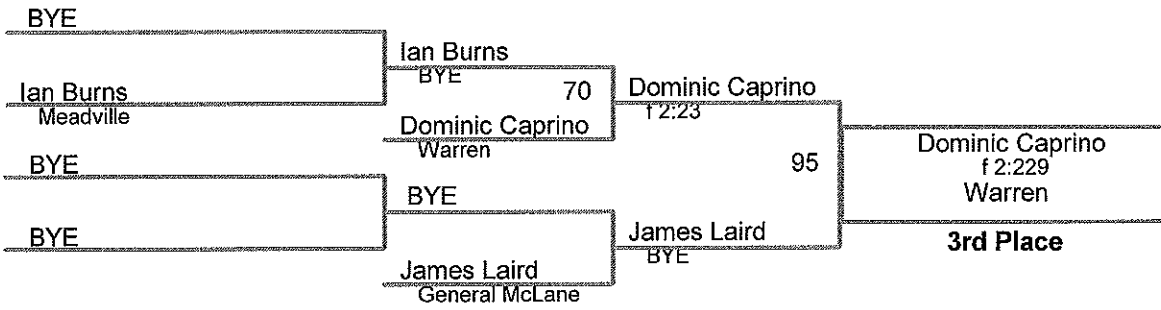 BYE
Ian Burns
Meadville
BYE
BYE
Ian Burns
BYE
70
Dominic Caprino
Warren
BYE
James Laird
General McLane
Dominic Caprino
f 2:23
95
James Laird
BYE
Dominic Caprino
f 2:229
Warren
3rd Place